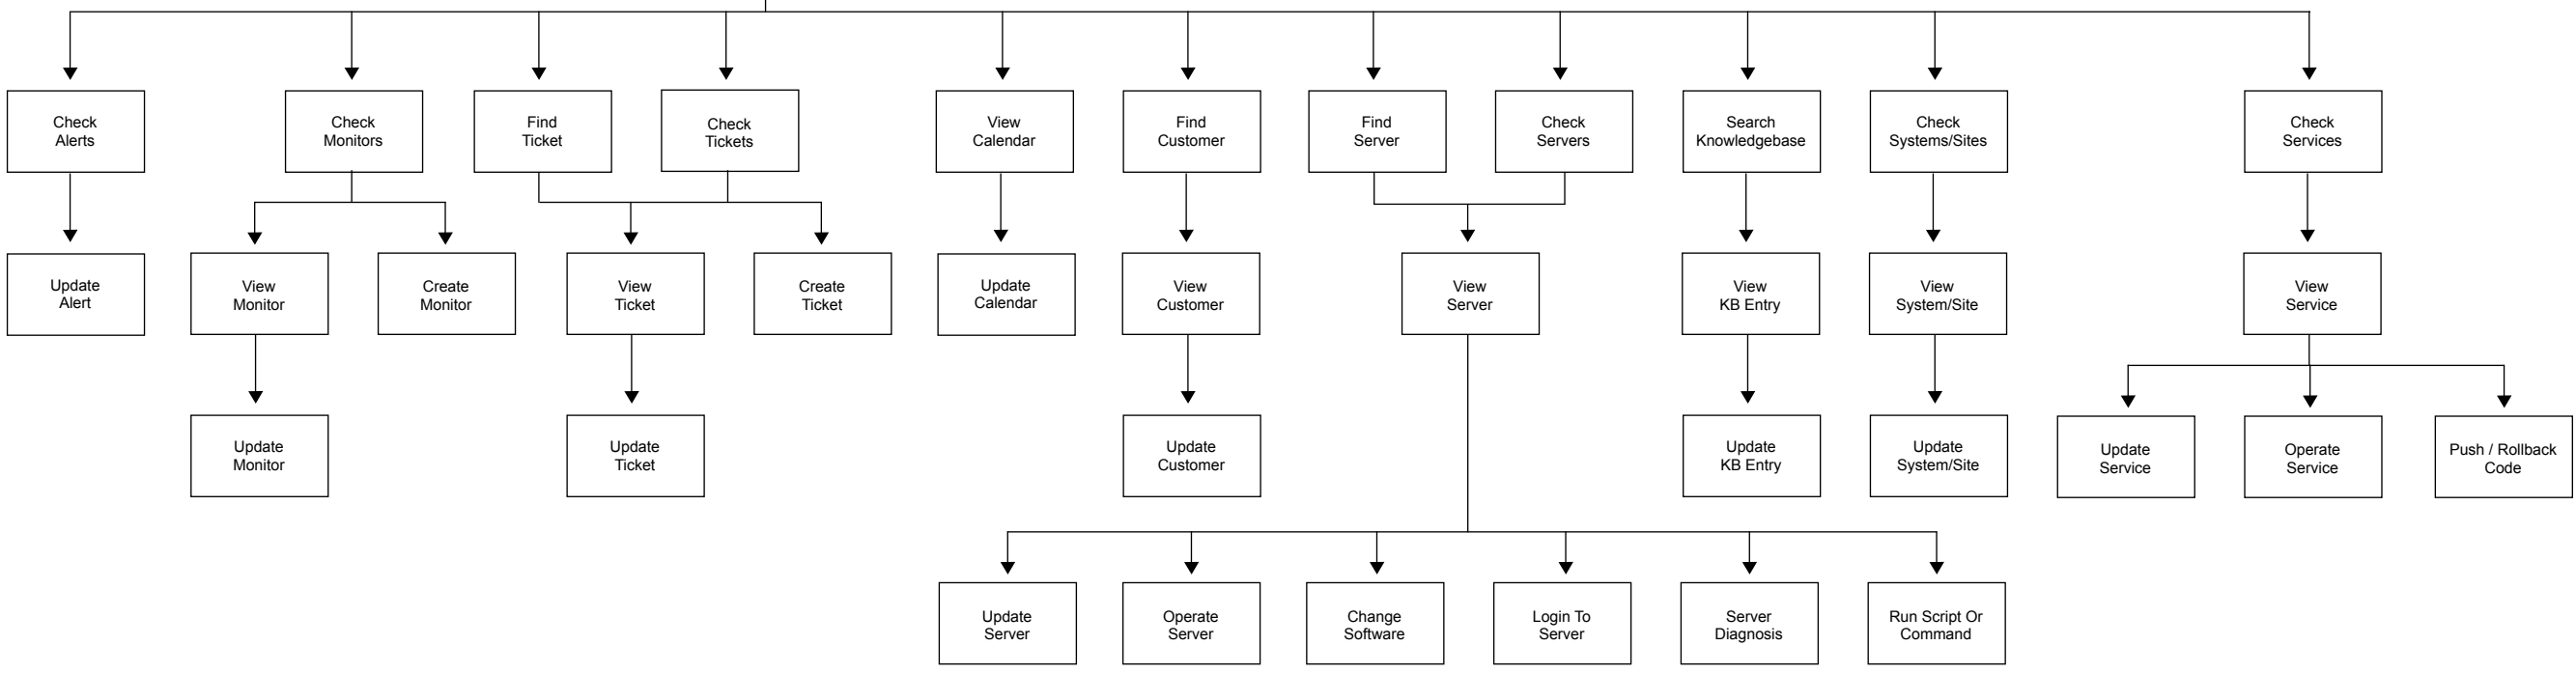 Check
Alerts
Check
Monitors
Find
Ticket
Check
Tickets
View
Calendar
Find
Customer
Find
Server
Check
Servers
Search
Knowledgebase
Check
Systems/Sites
Check
Services
Update
Alert
View
Monitor
Create
Monitor
View
Ticket
Create
Ticket
Update
Calendar
View
Customer
View
Server
View
KB Entry
View
System/Site
View
Service
Update
Monitor
Update
Ticket
Update
Customer
Update
KB Entry
Update
System/Site
Update
Service
Operate
Service
Push / Rollback
Code
Update
Server
Operate
Server
Change
Software
Login To
Server
Server
Diagnosis
Run Script Or
Command